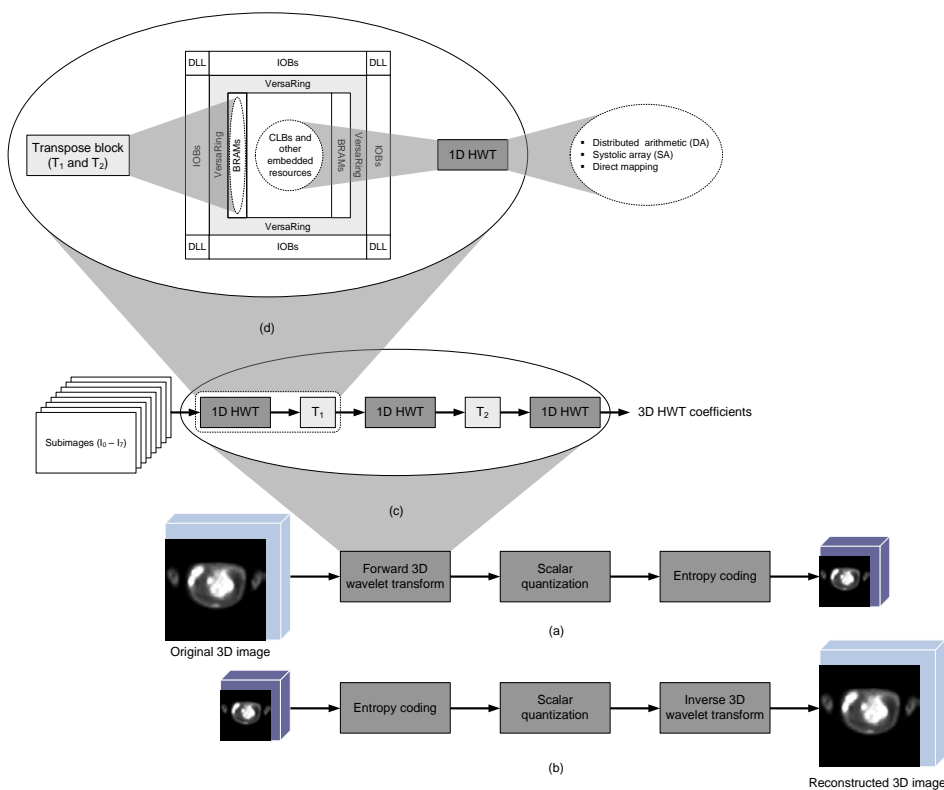 DLL
IOBs
DLL
VersaRing
Transpose block
(T1 and T2)
IOBs
VersaRing
BRAMs
CLBs and
other
embedded
resources
BRAMs
VersaRing
IOBs
1D HWT
▪ Distributed arithmetic (DA)
▪ Systolic array (SA)
▪ Direct mapping
VersaRing
DLL
IOBs
DLL
(d)
Subimages (I0 – I7)
1D HWT
T1
1D HWT
T2
1D HWT
3D HWT coefficients
(c)
Forward 3D
wavelet transform
Scalar
quantization
Entropy coding
Original 3D image
(a)
Entropy coding
Scalar
quantization
Inverse 3D
wavelet transform
(b)
Reconstructed 3D image